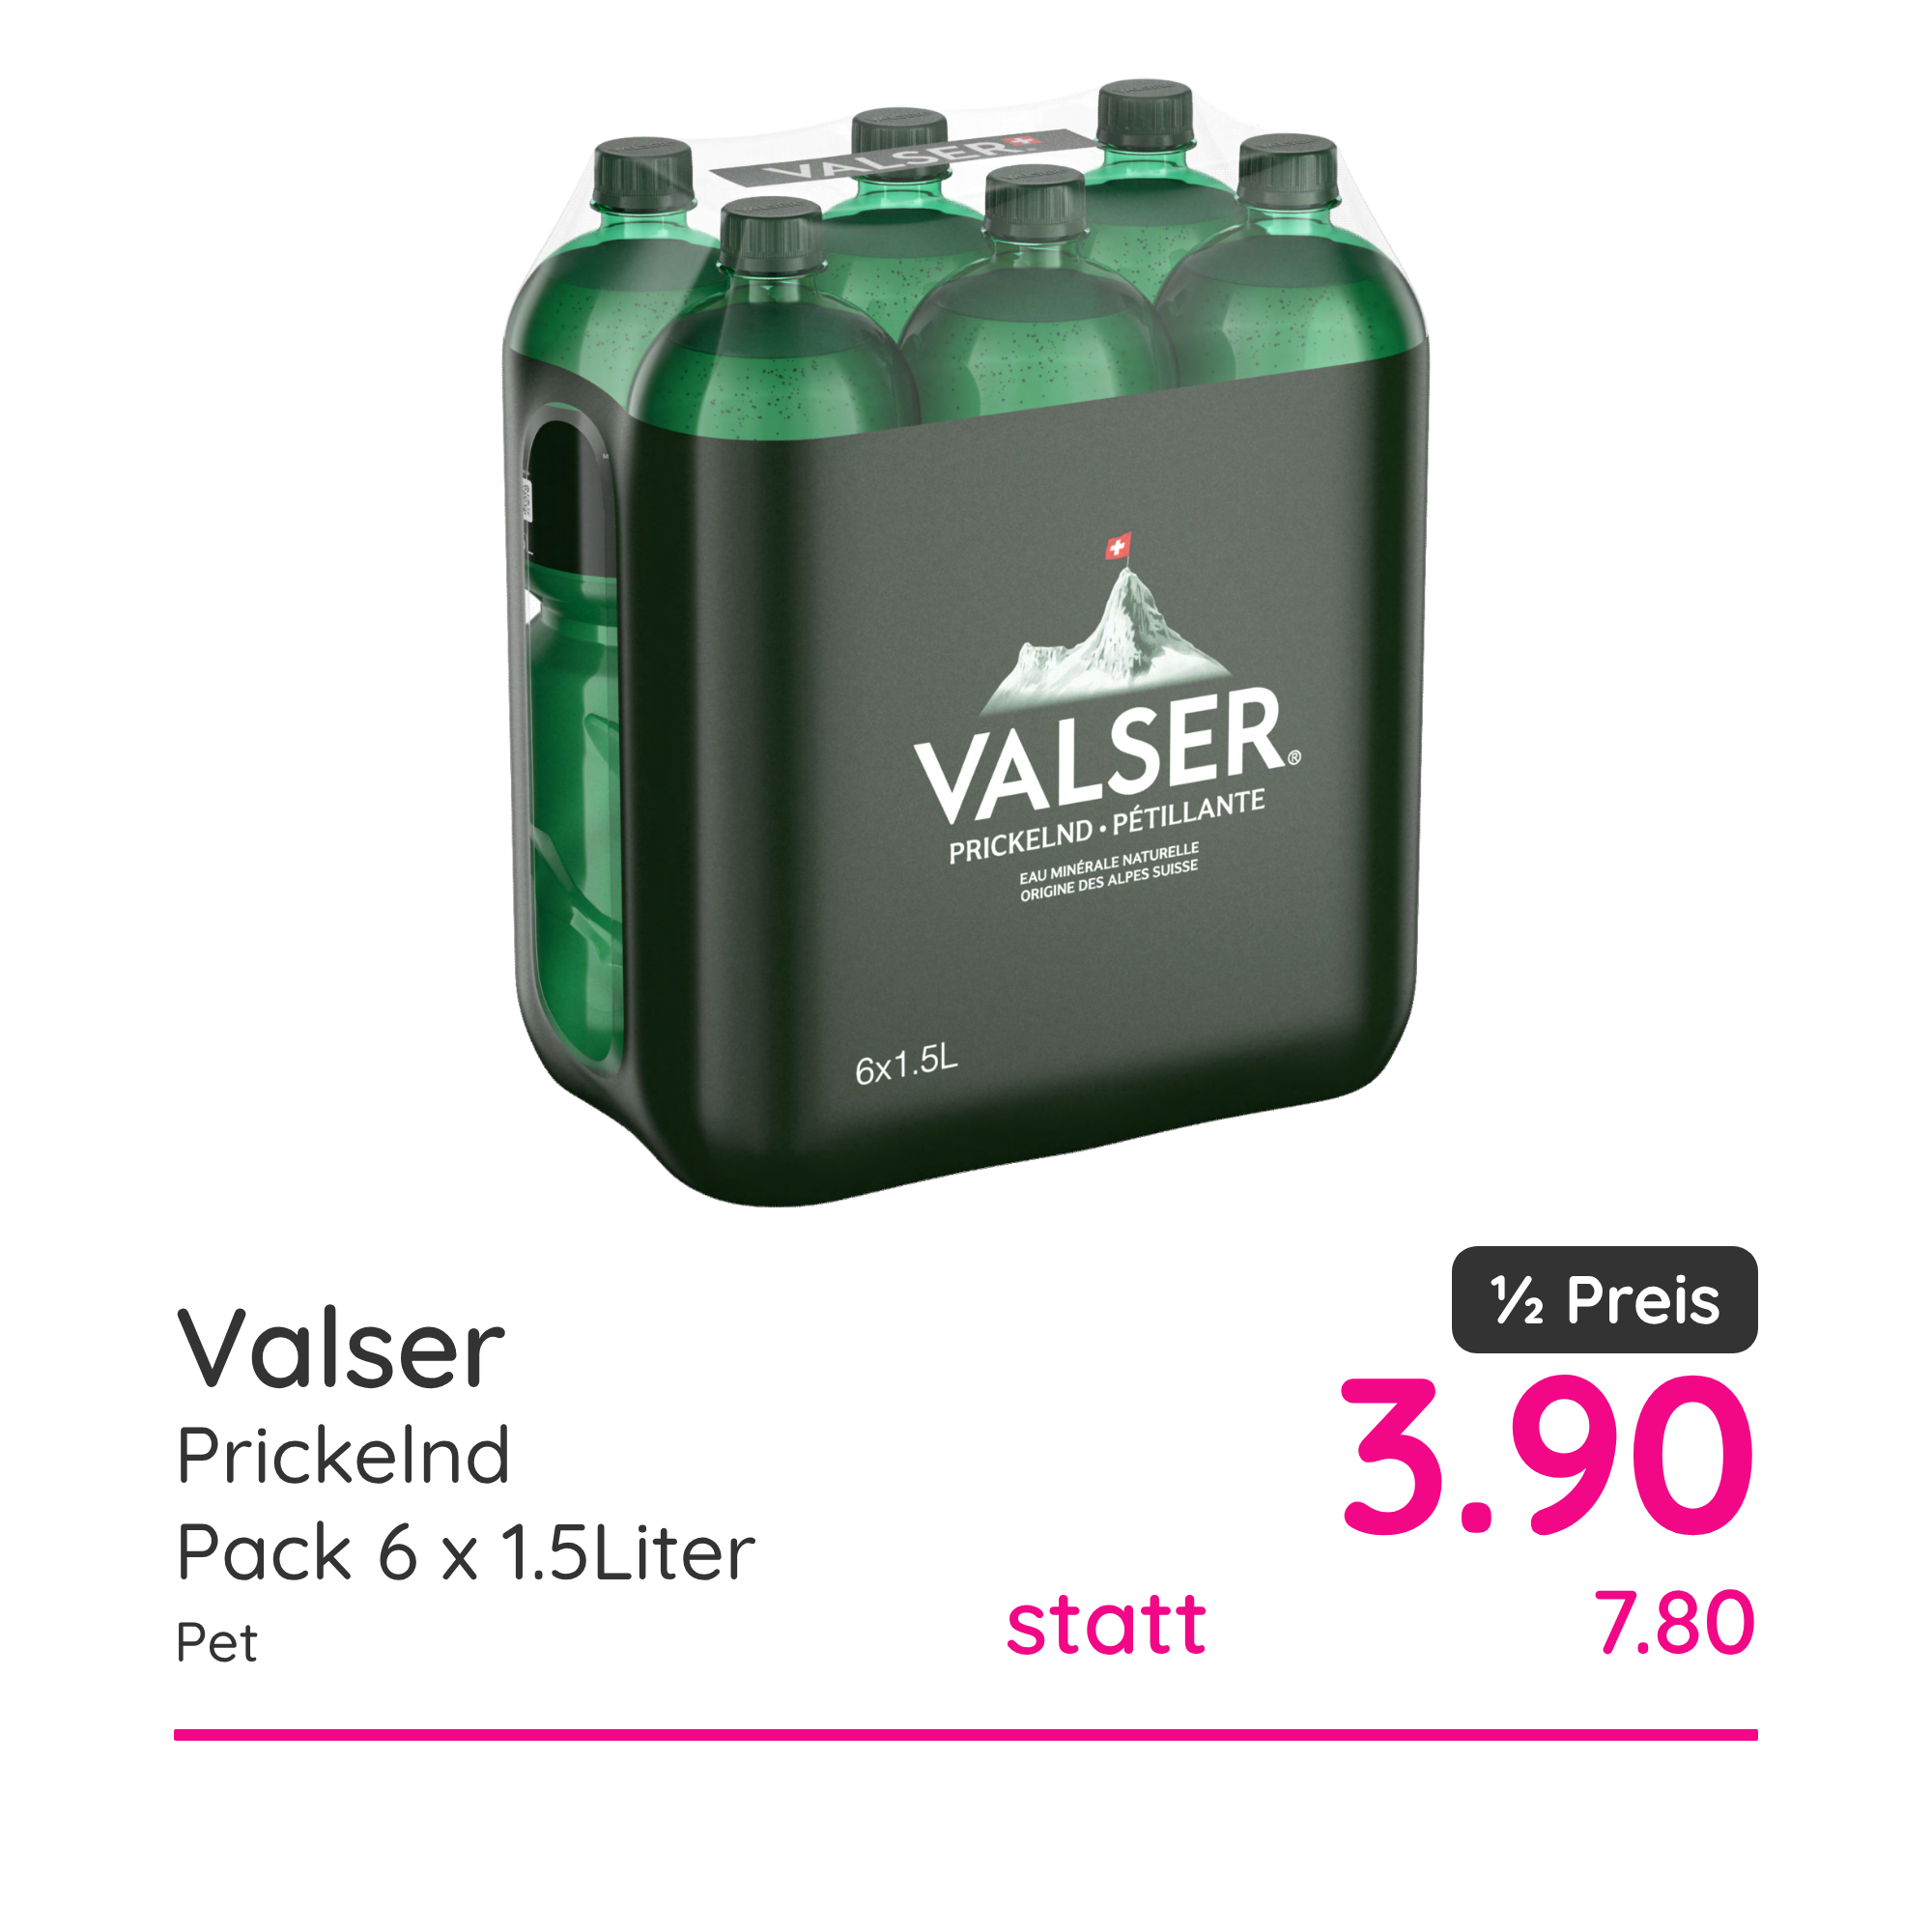 VALSER
VALSER®
PRICKELND • PÉTILLANTE
EAU MINÉRALE NATURELLE
ORIGINE DES ALPES SUISSE
6x1.5L
½ Preis
Valser
3.90
Prickelnd
Pack 6 x 1.5Liter
statt 7.80
Pet